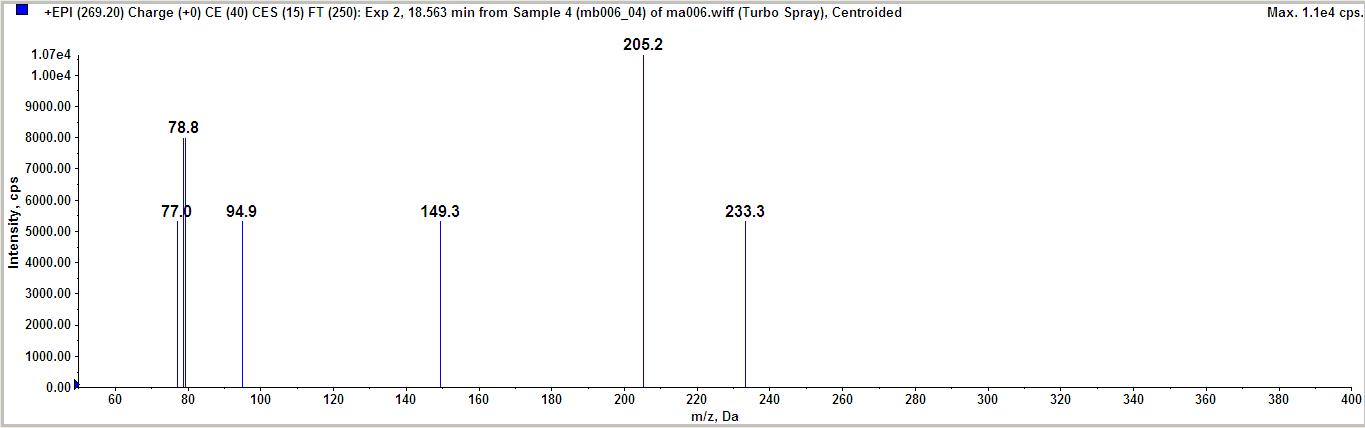 +EPI (269.20) Charge (+0) CE (40) CES (15) FT (250): Exp 2, 18.563 min from Sample 4 (mb006_04) of ma006.wiff (Turbo Spray), Centroided
Max. 1.1e4 cps.
205.2
1.07e4
1.00e4
9000.00
8000.00
7000.00
6000.00
5000.00
4000.00
3000.00
2000.00
1000.00
0.00
Intensity, cps
78.8
77.0
94.9
149.3
233.3
60 80 100 120 140 160 180 200 220 240 260 280 300 320 340 360 380 400
m/z, Da